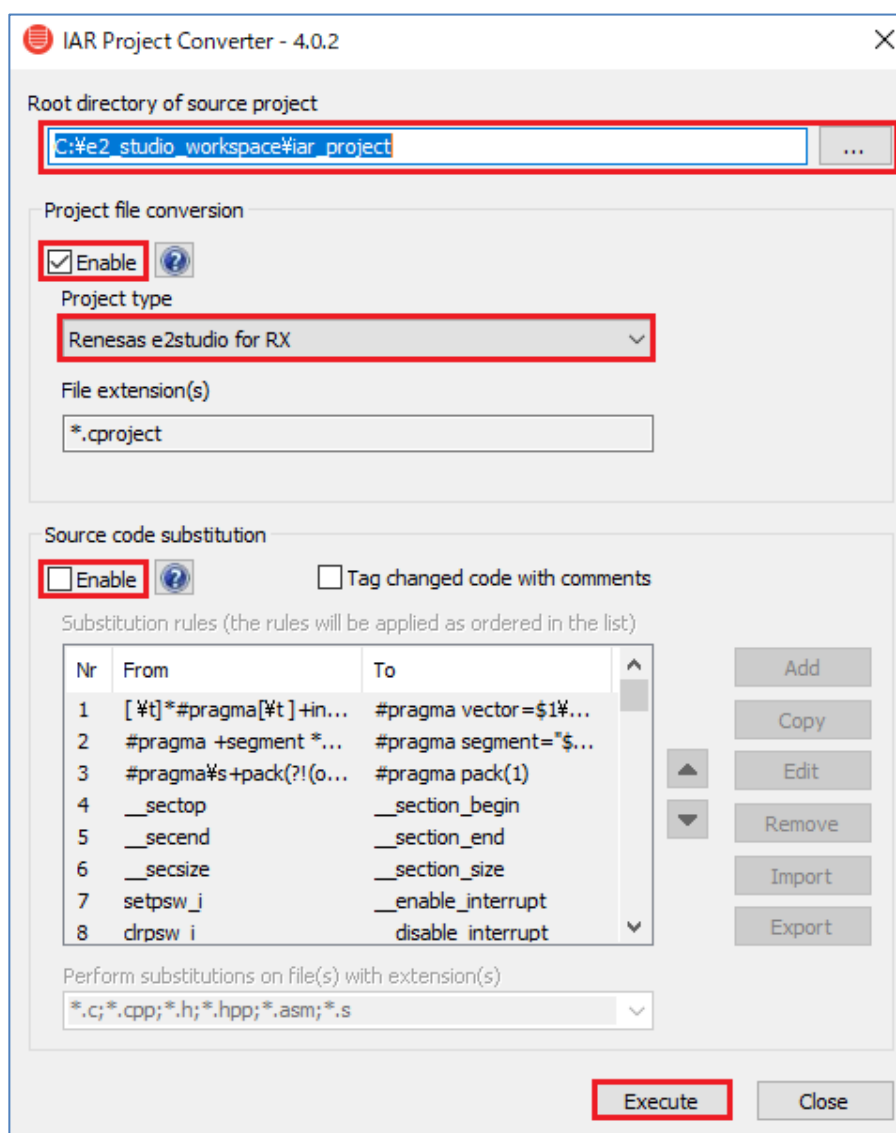 IAR Project Converter - 4.0.2
Root directory of source project
C:¥e2_studio_workspace¥iar_project
...
Project file conversion
Enable
Project type
Renesas e2studio for RX
File extension(s)
*.cproject
Source code substitution
Enable Tag changed code with comments
Substitution rules (the rules will be applied as ordered in the list)
Nr From To
1 [ ¥t]*#pragma[¥t ]+in... #pragma vector=$1¥...
2 #pragma +segment *... #pragma segment="$...
3 #pragma¥s+pack(?!(o... #pragma pack(1)
4 __sectop __section_begin
5 __secend __section_end
6 __secsize __section_size
7 setpsw_i __enable_interrupt
8 clrpsw_i __disable_interrupt
Add
Copy
Edit
Remove
Import
Export
Perform substitutions on file(s) with extension(s)
*.c;*.cpp;*.h;*.hpp;*.asm;*.s
Execute Close